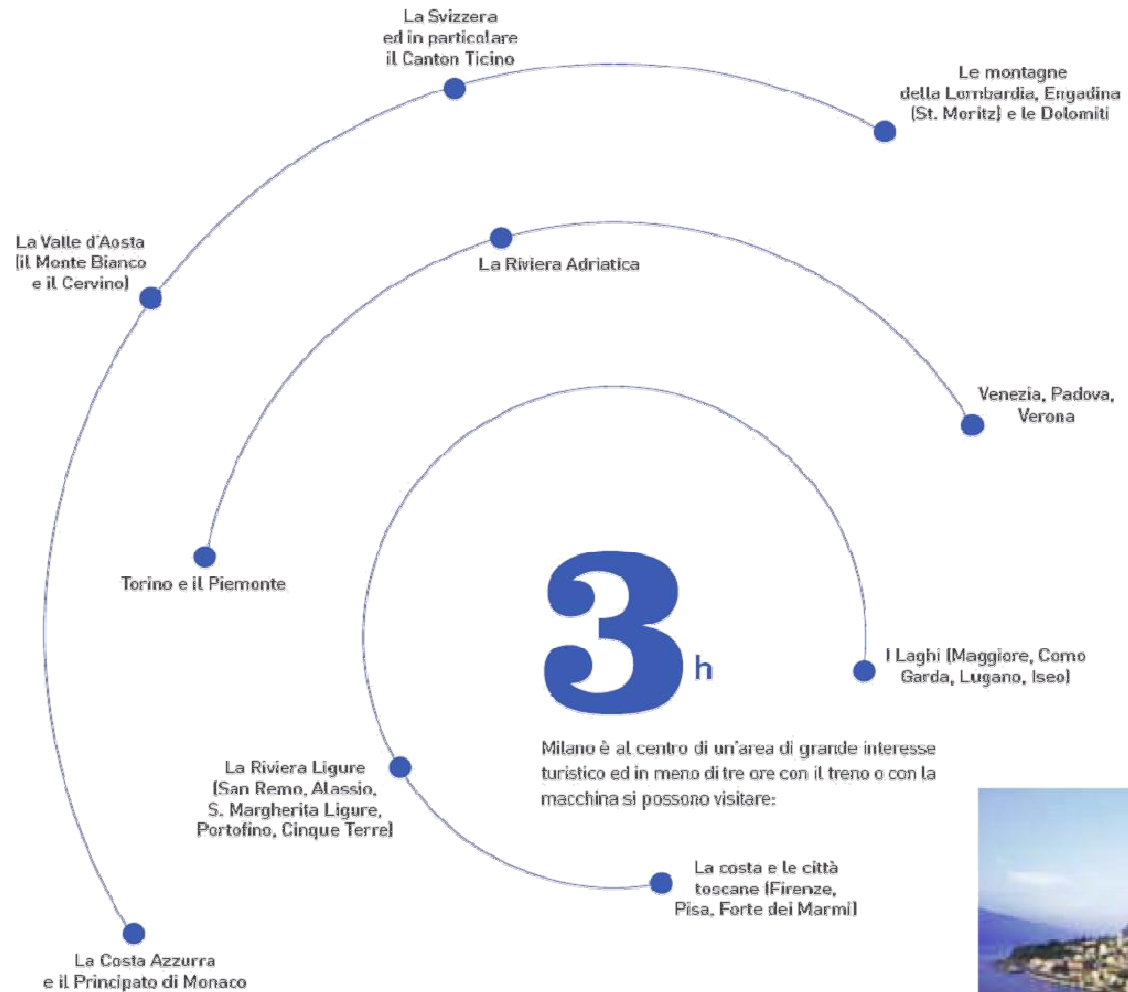 La Svizzera
ed in particolare
il Canton Ticino
Le montagne
della Lombardia, Engadina
(St. Moritz) e le Dolomiti
La Valle d'Aosta
(il Monte Bianco
e il Cervino)
La Riviera Adriatica
Venezia, Padova,
Verona
Torino e il Piemonte
3 h
I Laghi (Maggiore, Como
Garda, Lugano, Iseo)
Milano è al centro di un'area di grande interesse
turistico ed in meno di tre ore con il treno o con la
macchina si possono visitare:
La Riviera Ligure
(San Remo, Alassio,
S. Margherita Ligure,
Portofino, Cinque Terre)
La costa e le città
toscane (Firenze,
Pisa, Forte dei Marmi)
La Costa Azzurra
e il Principato di Monaco